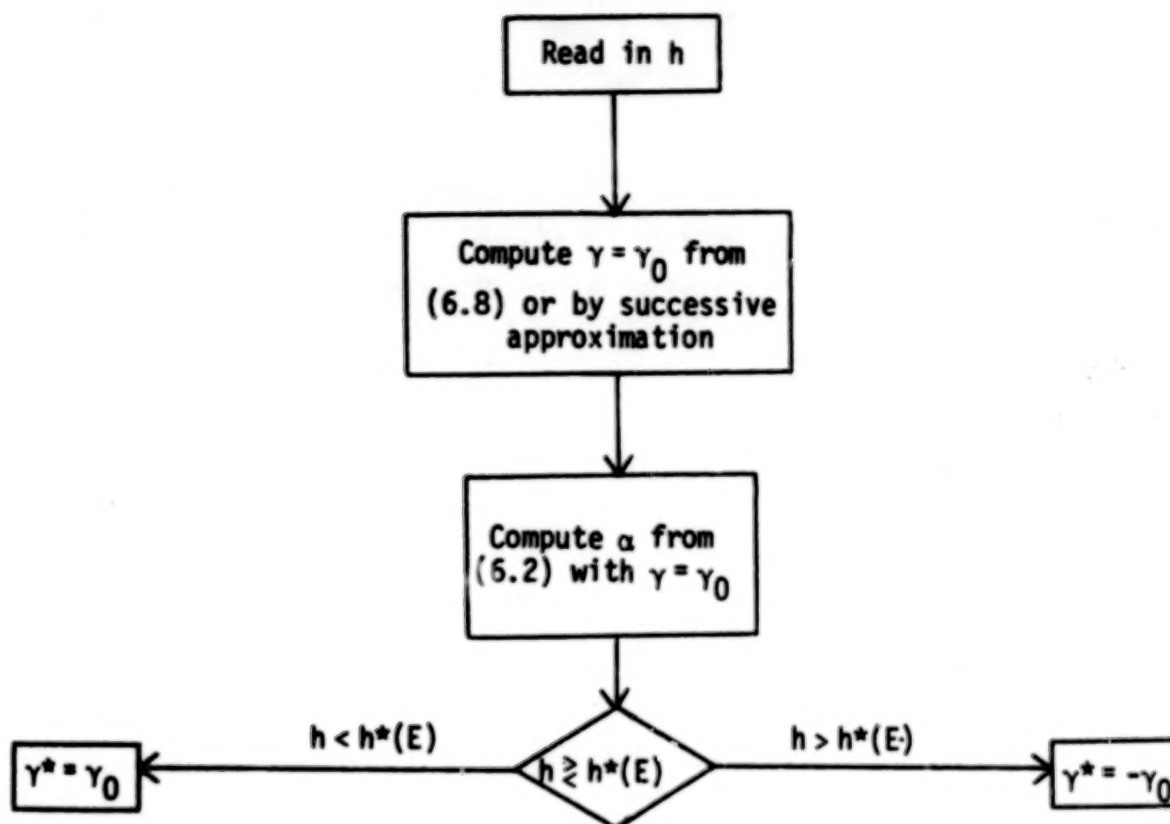 Read in h
Compute γ = γ₀ from
(6.8) or by successive
approximation
Compute α from
(6.2) with γ = γ₀
h < h*(E)
h ≷ h*(E)
h > h*(E)
γ* = γ₀
γ* = -γ₀